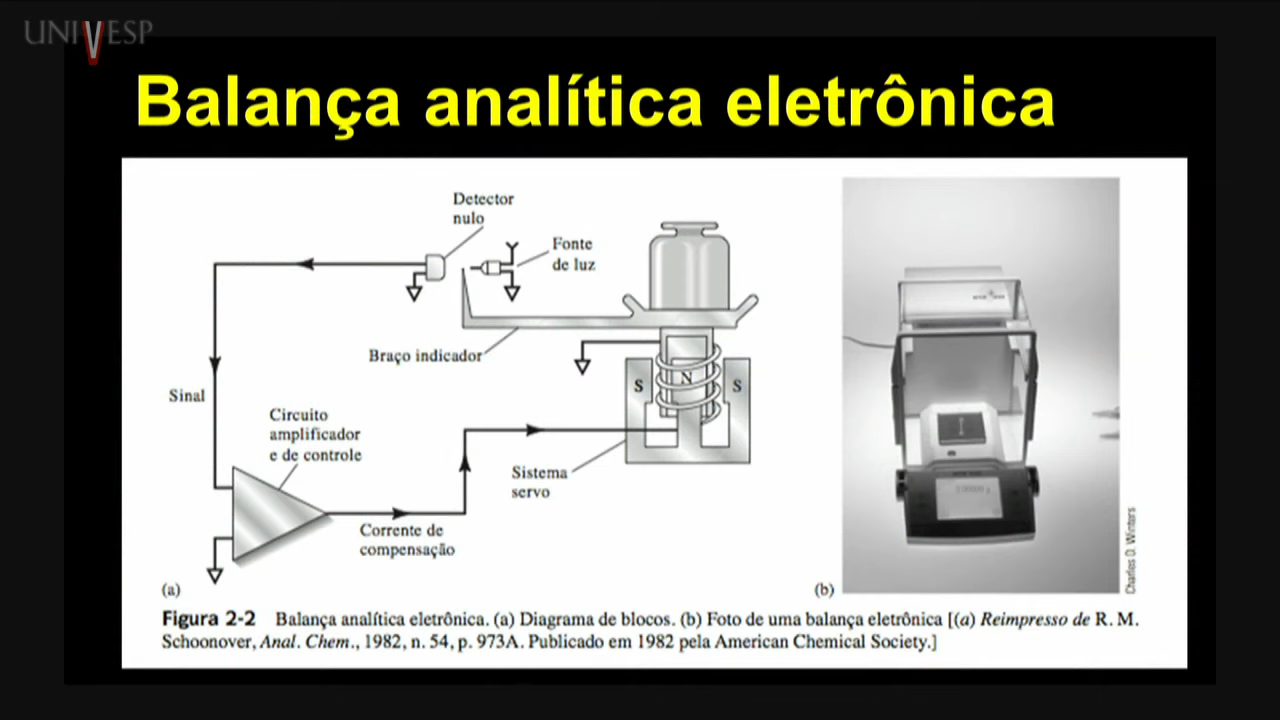 UNIVESP
Balança analítica eletrônica
Detector
nulo
Fonte
de luz
Braço indicador
S
N
S
Sinal
Circuito
amplificador
e de controle
Sistema
servo
Corrente de
compensação
(a)
(b)
Charles D. Winters
Figura 2-2 Balança analítica eletrônica. (a) Diagrama de blocos. (b) Foto de uma balança eletrônica [(a) Reimpresso de R. M.
Schoonover, Anal. Chem., 1982, n. 54, p. 973A. Publicado em 1982 pela American Chemical Society.]